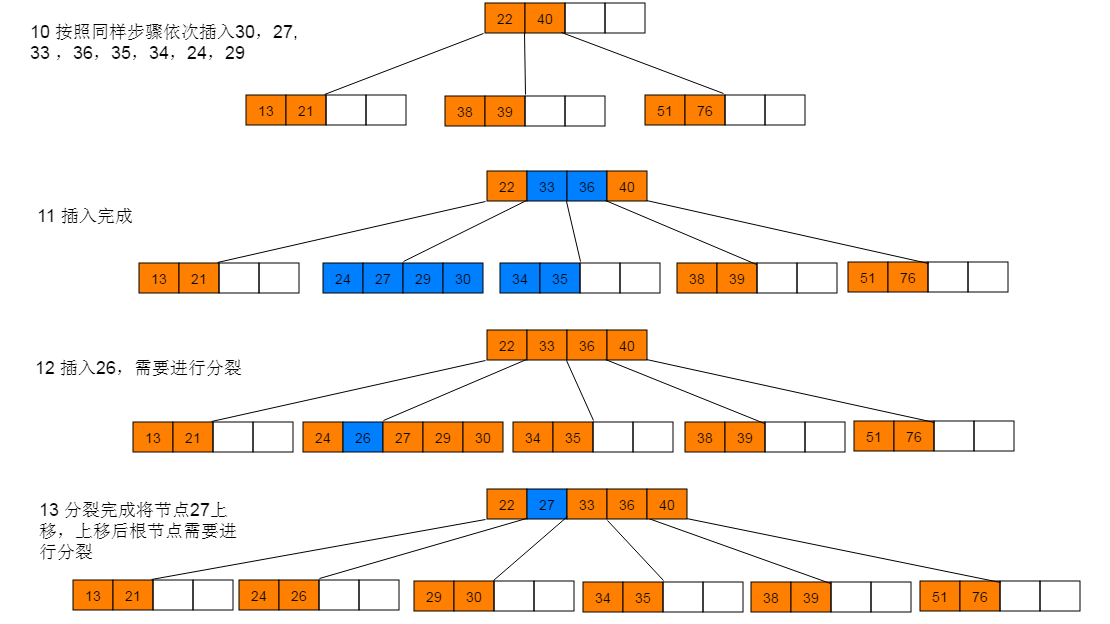 10 按照同样步骤依次插入30，27,
33 ，36，35，34，24，29
22 40
13 21 38 39 51 76
11 插入完成
22 33 36 40
13 21 24 27 29 30 34 35 38 39 51 76
12 插入26，需要进行分裂
22 33 36 40
13 21 24 26 27 29 30 34 35 38 39 51 76
13 分裂完成将节点27上
移，上移后根节点需要进
行分裂
22 27 33 36 40
13 21 24 26 29 30 34 35 38 39 51 76